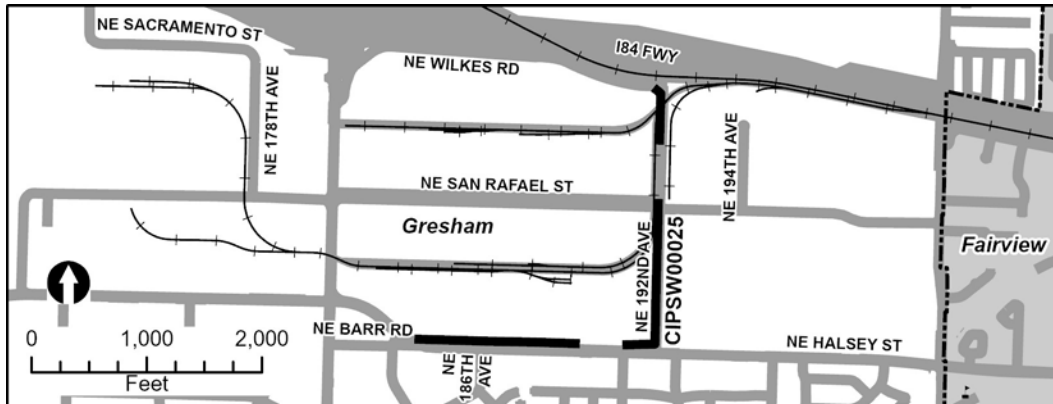 NE SACRAMENTO ST
I84 FWY
NE WILKES RD
NE 178TH AVE
NE 194TH AVE
NE SAN RAFAEL ST
Gresham
NE 192ND AVE
CIPSW00025
Fairview
NE BARR RD
NE HALSEY ST
NE
186TH
AVE
0 1,000 2,000
Feet